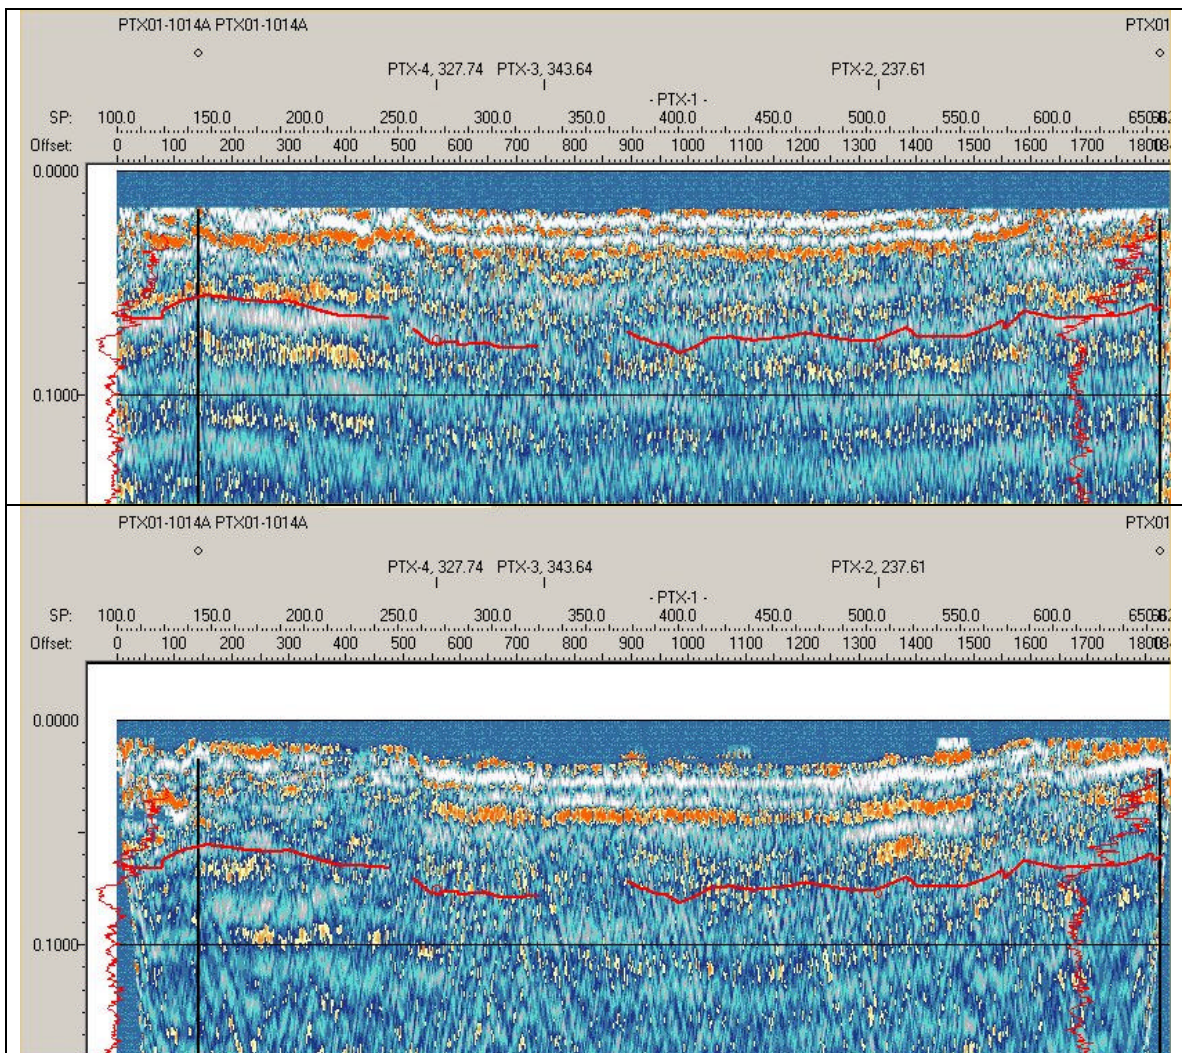 PTX01-1014A PTX01-1014A PTX01
PTX-4, 327.74 PTX-3, 343.64 PTX-2, 237.61
- PTX-1 -
SP: 100.0 150.0 200.0 250.0 300.0 350.0 400.0 450.0 500.0 550.0 600.0
Offset: 0 100 200 300 400 500 600 700 800 900 1000 1100 1200 1300 1400 1500 1600 1700
0.0000
0.1000
PTX01-1014A PTX01-1014A PTX01
PTX-4, 327.74 PTX-3, 343.64 PTX-2, 237.61
- PTX-1 -
SP: 100.0 150.0 200.0 250.0 300.0 350.0 400.0 450.0 500.0 550.0 600.0
Offset: 0 100 200 300 400 500 600 700 800 900 1000 1100 1200 1300 1400 1500 1600 1700
0.0000
0.1000